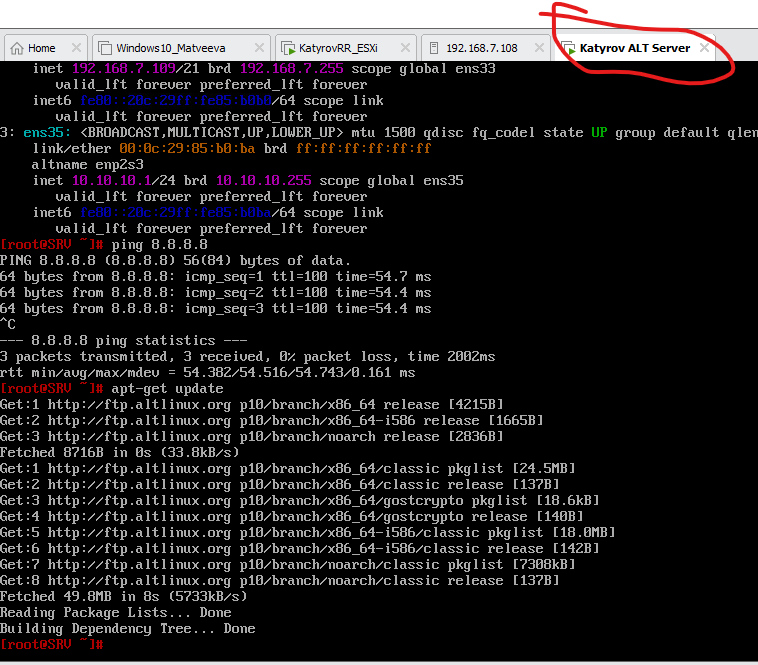 Home
Windows10_Matveeva
KatyrovRR_ESXi
192.168.7.108
Katyrov ALT Server
inet 192.168.7.109/21 brd 192.168.7.255 scope global ens33
valid_lft forever preferred_lft forever
inet6 fe80::20c:29ff:fe85:b0b0/64 scope link
valid_lft forever preferred_lft forever
3: ens35: <BROADCAST,MULTICAST,UP,LOWER_UP> mtu 1500 qdisc fq_codel state UP group default qlen
link/ether 00:0c:29:85:b0:ba brd ff:ff:ff:ff:ff:ff
altname enp2s3
inet 10.10.10.1/24 brd 10.10.10.255 scope global ens35
valid_lft forever preferred_lft forever
inet6 fe80::20c:29ff:fe85:b0ba/64 scope link
valid_lft forever preferred_lft forever
[root@SRV ~]# ping 8.8.8.8
PING 8.8.8.8 (8.8.8.8) 56(84) bytes of data.
64 bytes from 8.8.8.8: icmp_seq=1 ttl=100 time=54.7 ms
64 bytes from 8.8.8.8: icmp_seq=2 ttl=100 time=54.4 ms
64 bytes from 8.8.8.8: icmp_seq=3 ttl=100 time=54.4 ms
^C
--- 8.8.8.8 ping statistics ---
3 packets transmitted, 3 received, 0% packet loss, time 2002ms
rtt min/avg/max/mdev = 54.382/54.516/54.743/0.161 ms
[root@SRV ~]# apt-get update
Get:1 http://ftp.altlinux.org p10/branch/x86_64 release [4215B]
Get:2 http://ftp.altlinux.org p10/branch/x86_64-i586 release [1665B]
Get:3 http://ftp.altlinux.org p10/branch/noarch release [2836B]
Fetched 8716B in 0s (33.8kB/s)
Get:1 http://ftp.altlinux.org p10/branch/x86_64/classic pkglist [24.5MB]
Get:2 http://ftp.altlinux.org p10/branch/x86_64/classic release [137B]
Get:3 http://ftp.altlinux.org p10/branch/x86_64/gostcrypto pkglist [18.6kB]
Get:4 http://ftp.altlinux.org p10/branch/x86_64/gostcrypto release [140B]
Get:5 http://ftp.altlinux.org p10/branch/x86_64-i586/classic pkglist [18.0MB]
Get:6 http://ftp.altlinux.org p10/branch/x86_64-i586/classic release [142B]
Get:7 http://ftp.altlinux.org p10/branch/noarch/classic pkglist [7308kB]
Get:8 http://ftp.altlinux.org p10/branch/noarch/classic release [137B]
Fetched 49.8MB in 8s (5733kB/s)
Reading Package Lists... Done
Building Dependency Tree... Done
[root@SRV ~]#